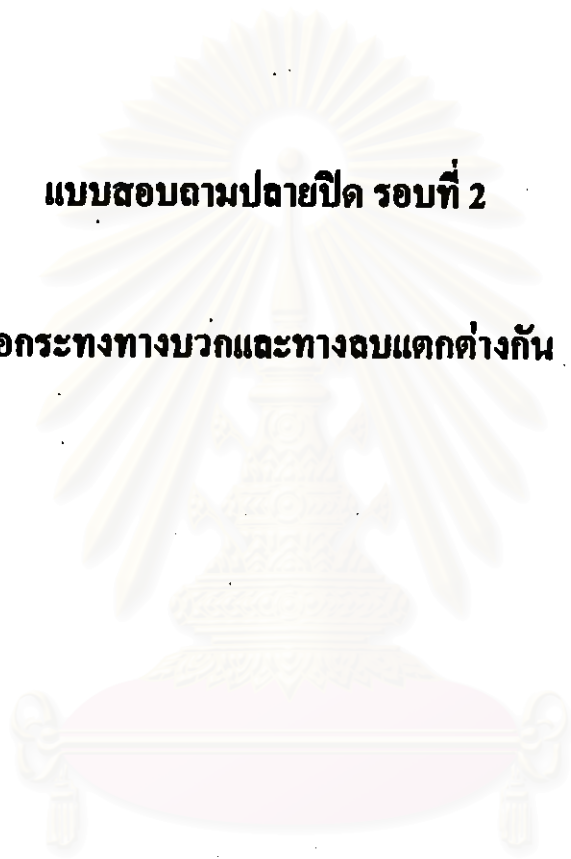 แบบสอบถามปลายปิด รอบที่ 2
อกระทงทางบวกและทางลบแตกต่างกัน